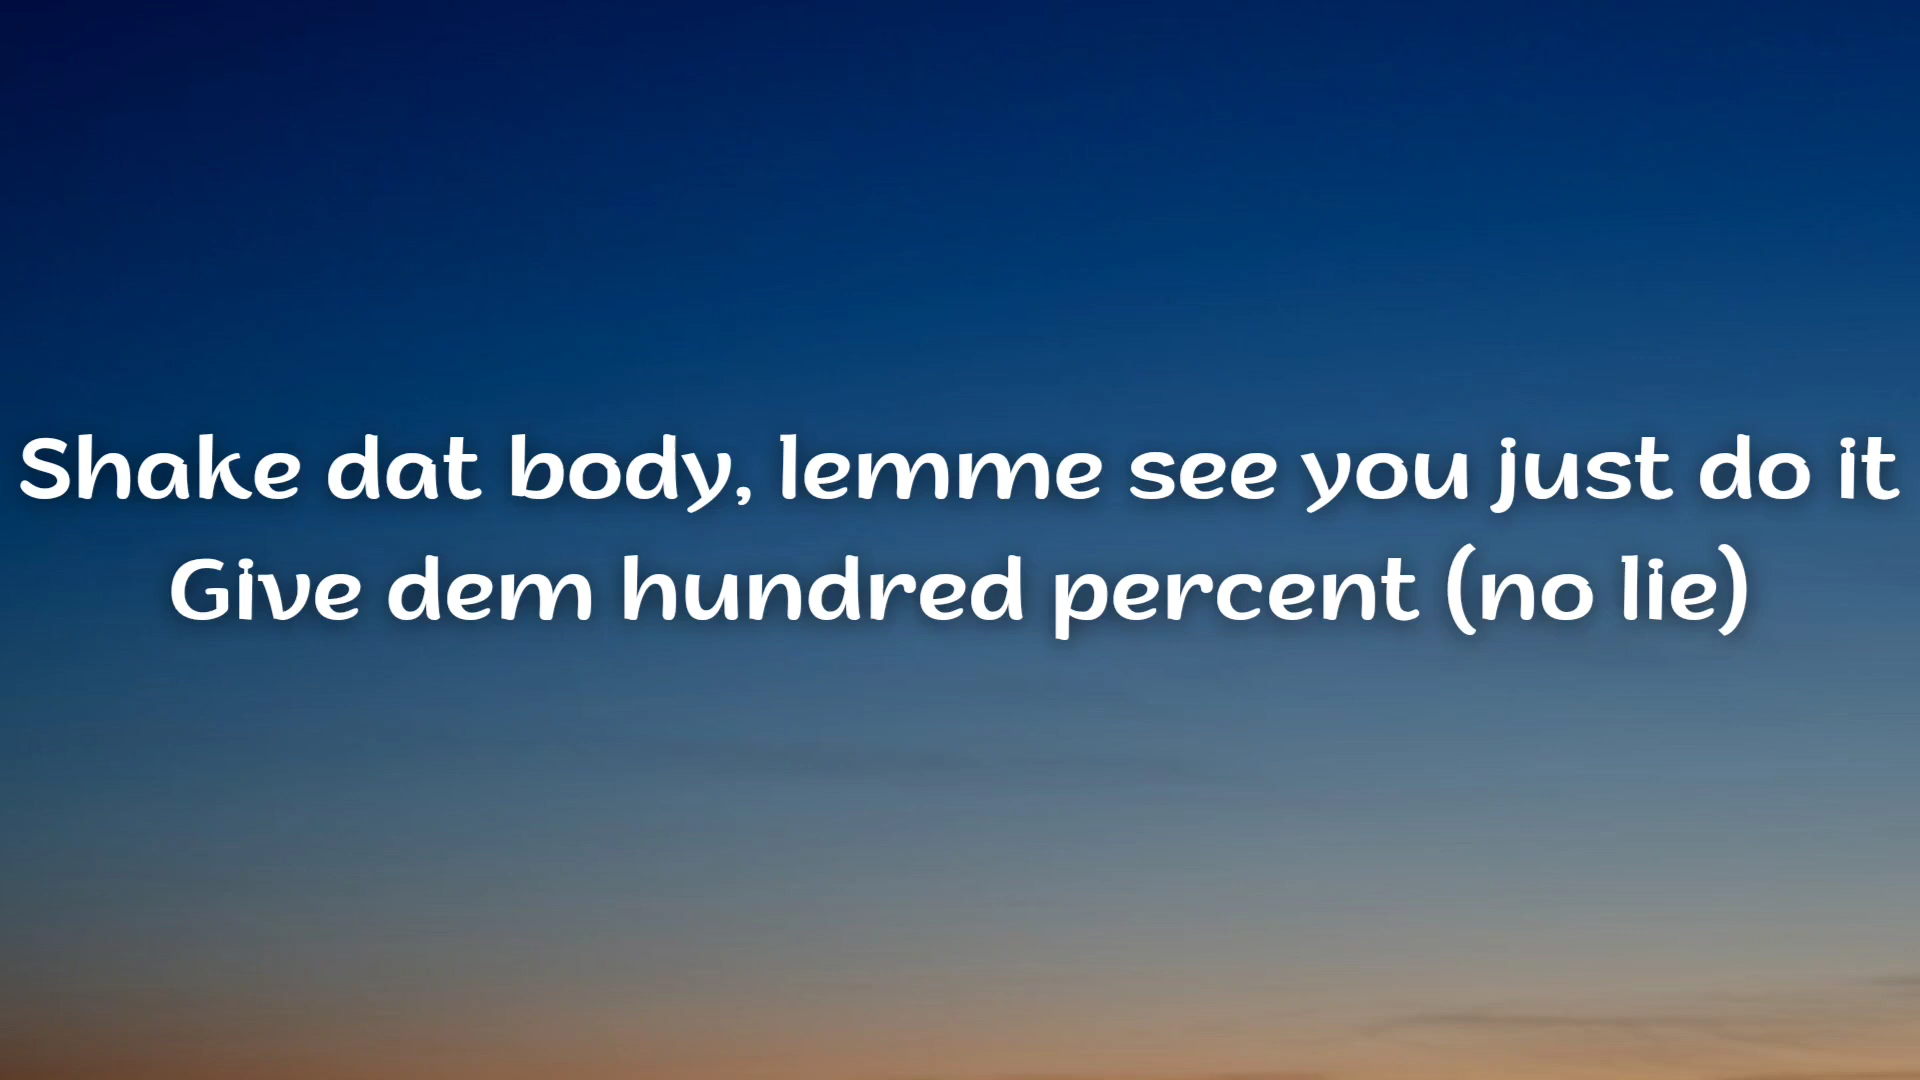 Shake dat body, lemme see you just do it
Give dem hundred percent (no lie)